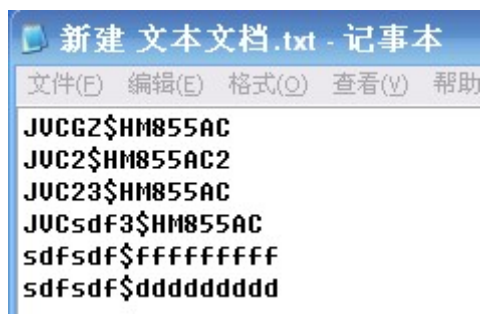 新建 文本文档.txt - 记事本
文件(F) 编辑(E) 格式(O) 查看(V) 帮助
JVCGZ$HM855AC
JVC2$HM855AC2
JVC23$HM855AC
JVCsdf3$HM855AC
sdfsdf$fffffffff
sdfsdf$ddddddddd